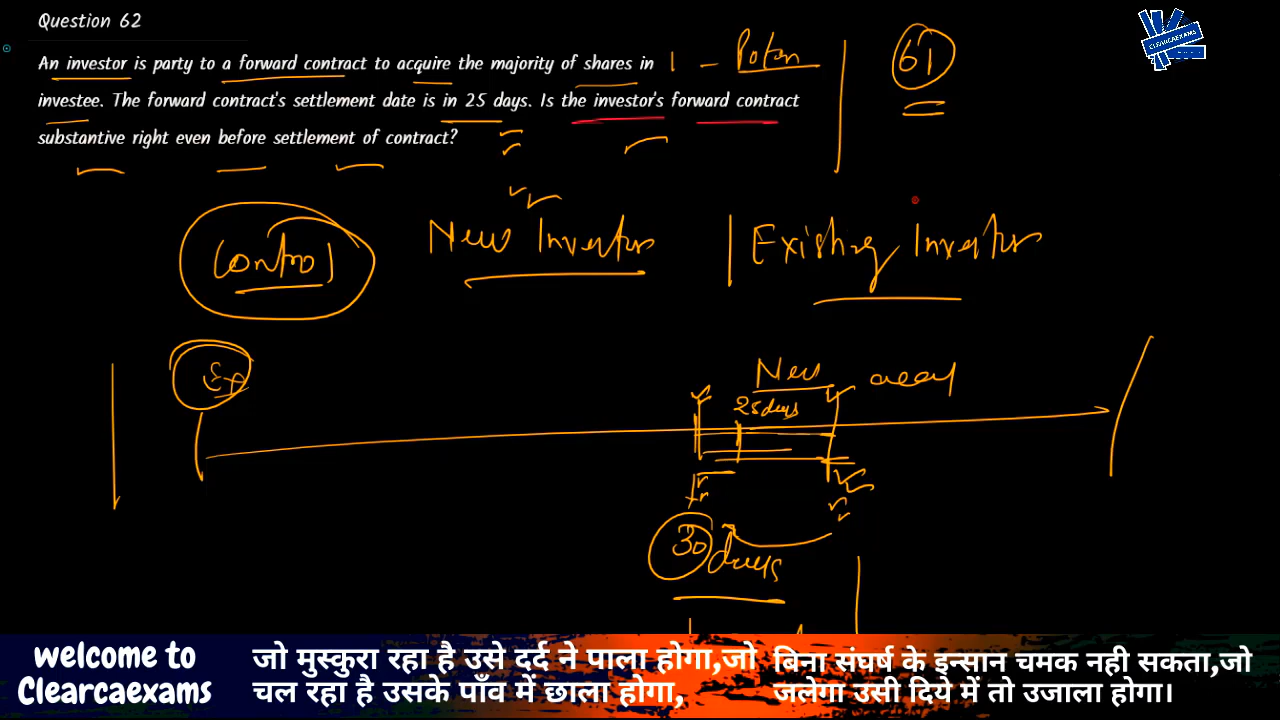 Question 62
An investor is party to a forward contract to acquire the majority of shares in
investee. The forward contract's settlement date is in 25 days. Is the investor's forward contract
substantive right even before settlement of contract?
61
CLEARCAEXAMS
Control
New Investor
Existing Investor
New
25 days
30 days
welcome to
Clearcaexams
जो मुस्कुरा रहा है उसे दर्द ने पाला होगा,जो
चल रहा है उसके पाँव में छाला होगा,
बिना संघर्ष के इन्सान चमक नही सकता,जो
जलेगा उसी दिये में तो उजाला होगा।